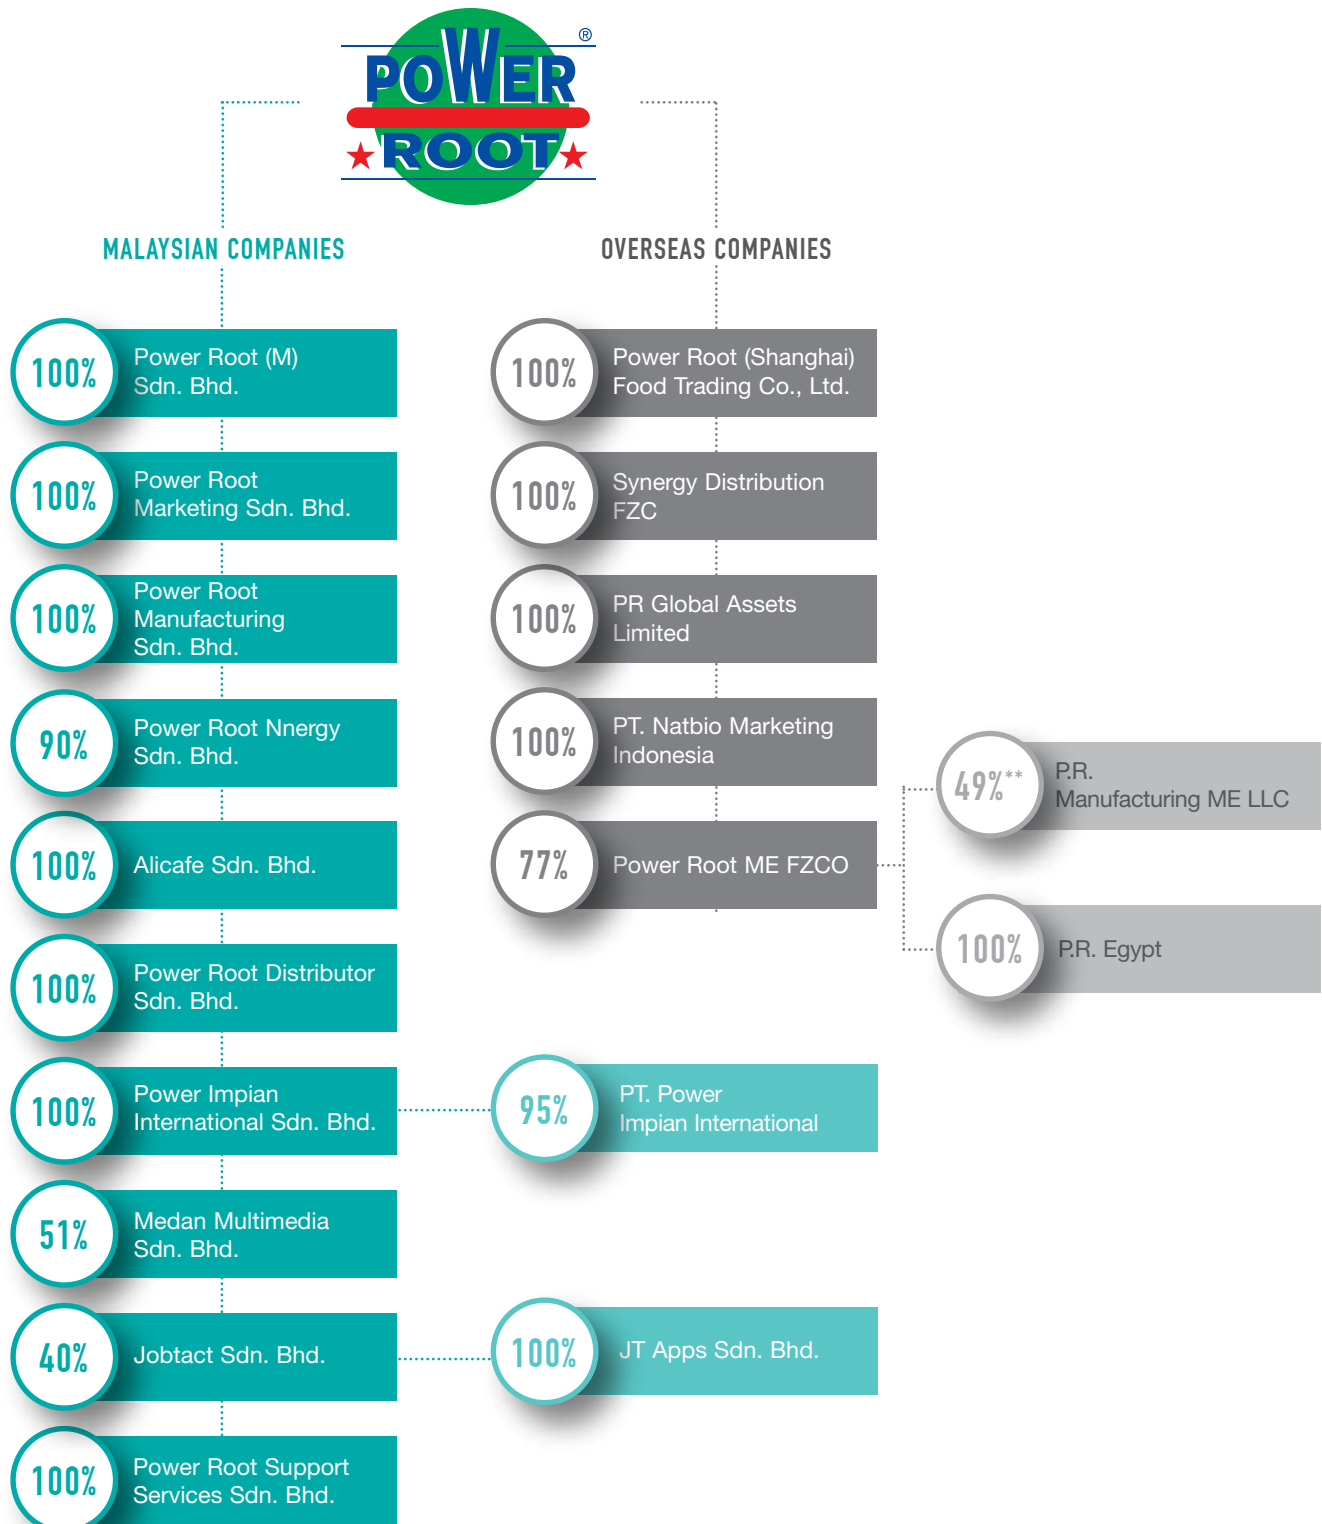 POWER
®
ROOT
MALAYSIAN COMPANIES
100%
Power Root (M)
Sdn. Bhd.
100%
Power Root
Marketing Sdn. Bhd.
100%
Power Root
Manufacturing
Sdn. Bhd.
90%
Power Root Nnergy
Sdn. Bhd.
100%
Alicafe Sdn. Bhd.
100%
Power Root Distributor
Sdn. Bhd.
100%
Power Impian
International Sdn. Bhd.
95%
PT. Power
Impian International
51%
Medan Multimedia
Sdn. Bhd.
40%
Jobtact Sdn. Bhd.
100%
JT Apps Sdn. Bhd.
100%
Power Root Support
Services Sdn. Bhd.
OVERSEAS COMPANIES
100%
Power Root (Shanghai)
Food Trading Co., Ltd.
100%
Synergy Distribution
FZC
100%
PR Global Assets
Limited
100%
PT. Natbio Marketing
Indonesia
77%
Power Root ME FZCO
49%**
P.R.
Manufacturing ME LLC
100%
P.R. Egypt